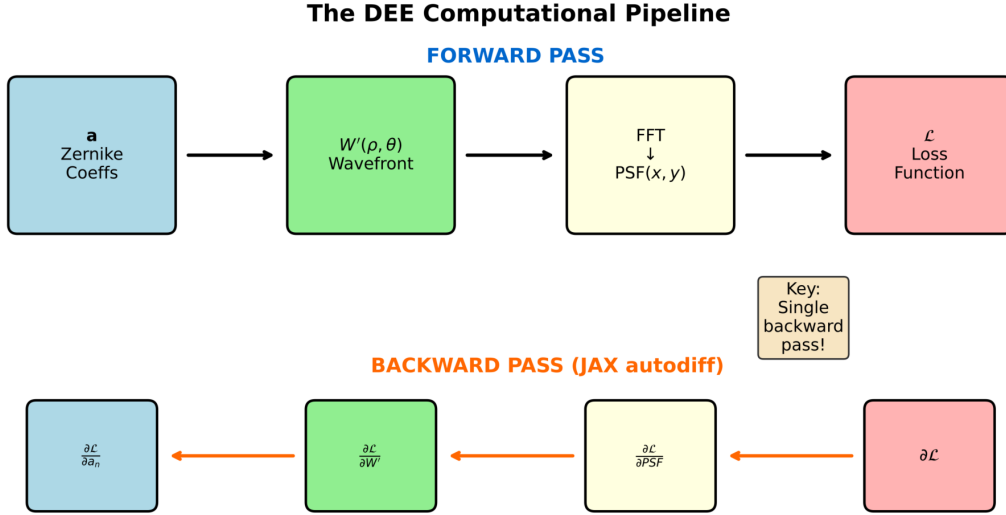 The DEE Computational Pipeline
FORWARD PASS
a
Zernike
Coeffs
W'(ρ, θ)
Wavefront
FFT
↓
PSF(x, y)
ℒ
Loss
Function
Key:
Single
backward
pass!
BACKWARD PASS (JAX autodiff)
∂ℒ/∂aₙ
∂ℒ/∂W'
∂ℒ/∂PSF
∂ℒ